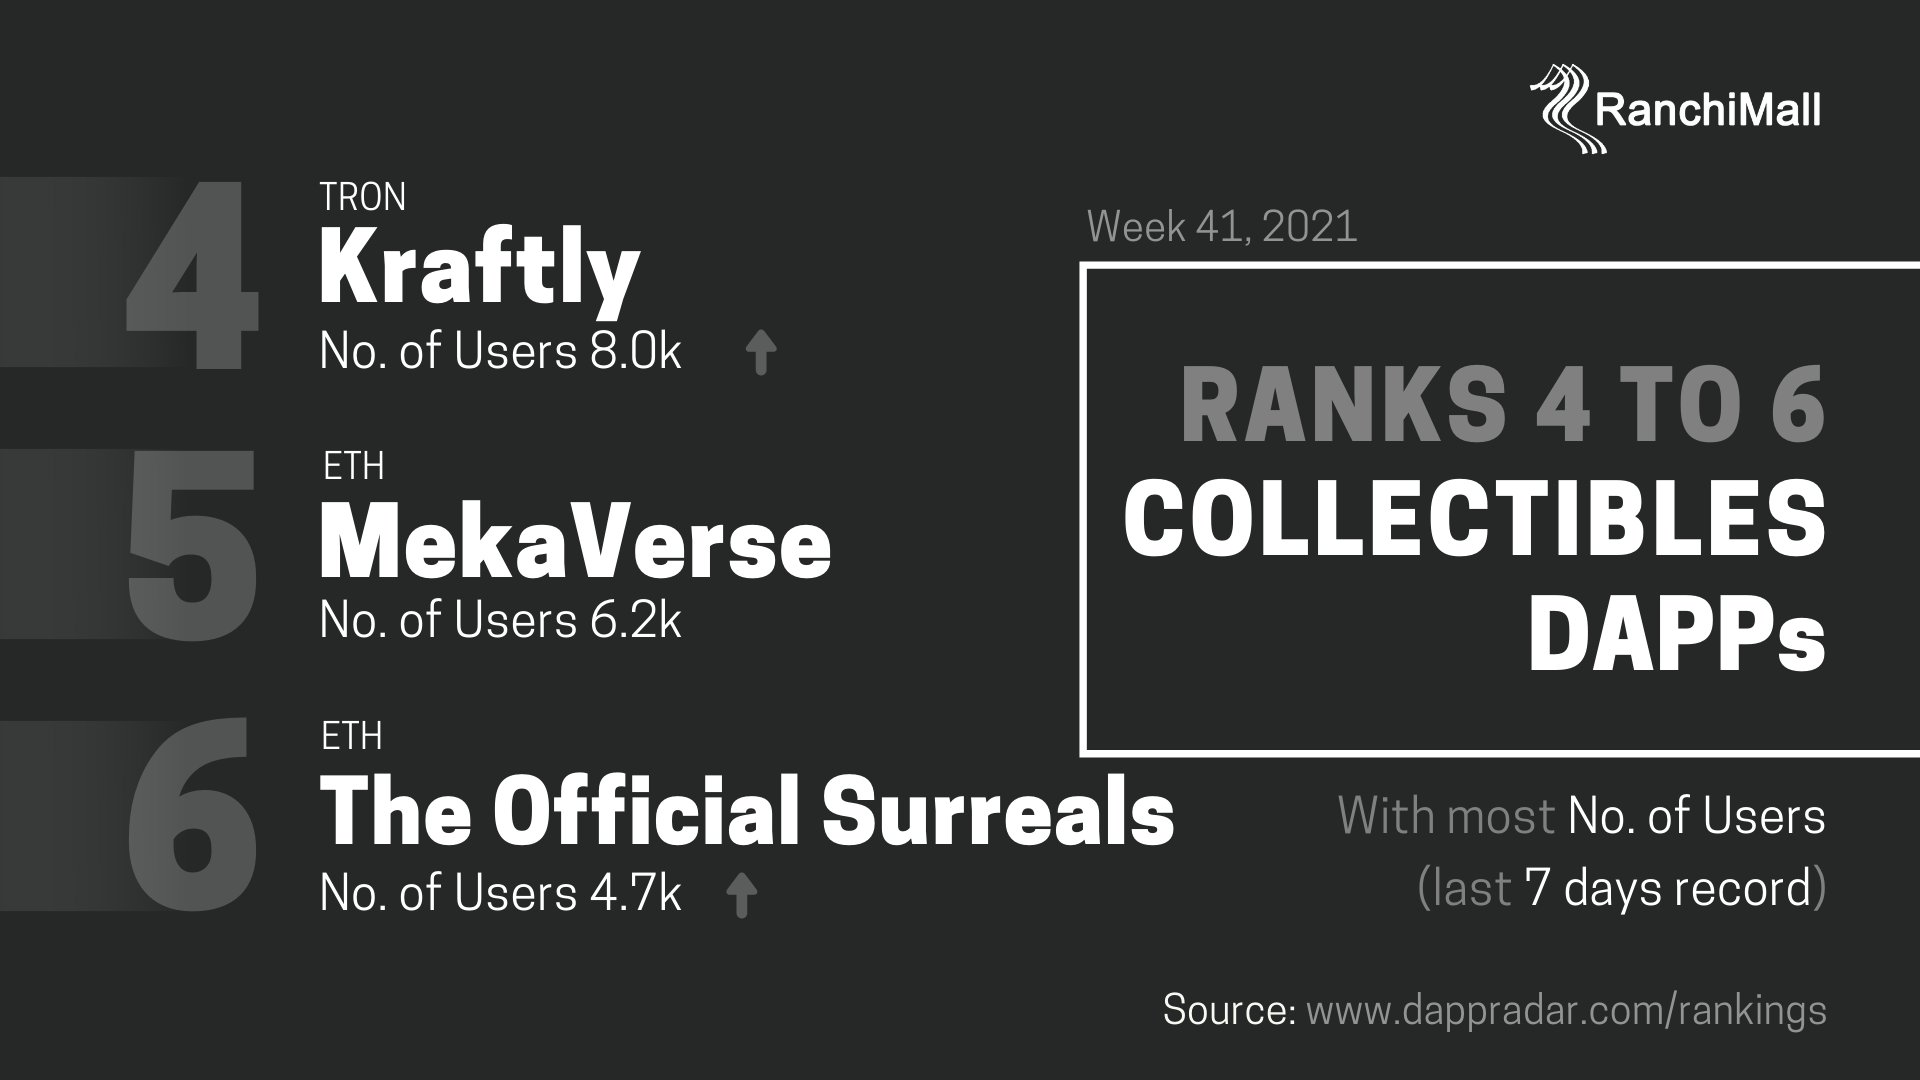 RanchiMall
4
TRON
Kraftly
No. of Users 8.0k
5
ETH
MekaVerse
No. of Users 6.2k
6
ETH
The Official Surreals
No. of Users 4.7k
Week 41, 2021
RANKS 4 TO 6
COLLECTIBLES
DAPPs
With most No. of Users
(last 7 days record)
Source: www.dappradar.com/rankings